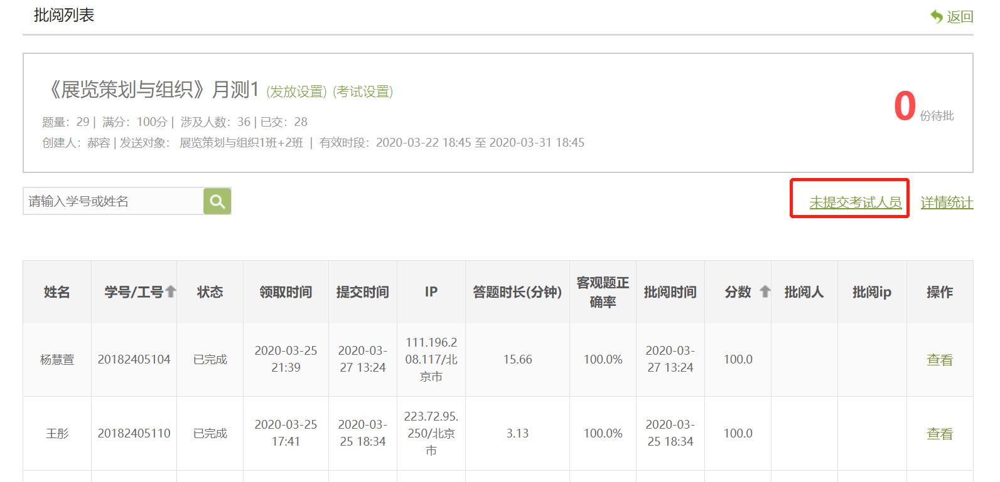 批阅列表
返回
《展览策划与组织》月测1 (发放设置) (考试设置)
题量：29 | 满分：100分 | 涉及人数：36 | 已交：28
创建人：郝容 | 发送对象： 展览策划与组织1班+2班 | 有效时段：2020-03-22 18:45 至 2020-03-31 18:45
0 份待批
请输入学号或姓名
未提交考试人员 详情统计
姓名 学号/工号 状态 领取时间 提交时间 IP 答题时长(分钟) 客观题正
确率 批阅时间 分数 批阅人 批阅ip 操作
杨慧萱 20182405104 已完成 2020-03-25
21:39
2020-03-
27 13:24
111.196.2
08.117/北
京市
15.66 100.0% 2020-03-
27 13:24
100.0 查看
王彤 20182405110 已完成 2020-03-25
17:41
2020-03-
25 18:34
223.72.95.
250/北京
市
3.13 100.0% 2020-03-
25 18:34
100.0 查看